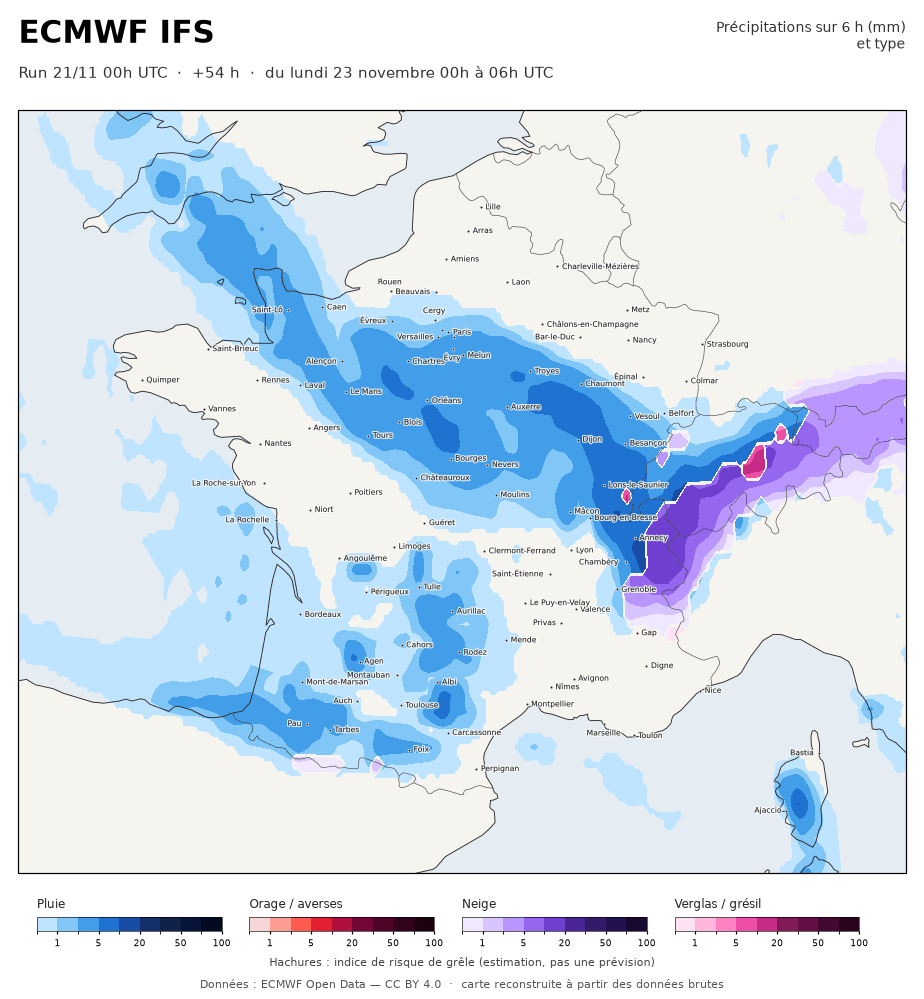 ECMWF IFS
Précipitations sur 6 h (mm)
et type
Run 21/11 00h UTC · +54 h · du lundi 23 novembre 00h à 06h UTC
Lille
Arras
Amiens
Charleville-Mézières
Rouen
Laon
Beauvais
Saint-Lô
Caen
Cergy
Metz
Évreux
Châlons-en-Champagne
Versailles
Paris
Bar-le-Duc
Nancy
Strasbourg
Saint-Brieuc
Alençon
Chartres
Évry
Melun
Troyes
Épinal
Quimper
Rennes
Laval
Chaumont
Colmar
Le Mans
Orléans
Vannes
Auxerre
Vesoul
Belfort
Angers
Blois
Tours
Nantes
Dijon
Besançon
Bourges
Nevers
La Roche-sur-Yon
Châteauroux
Lons-le-Saunier
Poitiers
Moulins
Niort
Mâcon
La Rochelle
Guéret
Bourg-en-Bresse
Annecy
Limoges
Clermont-Ferrand
Lyon
Angoulême
Chambéry
Saint-Étienne
Tulle
Périgueux
Grenoble
Le Puy-en-Velay
Bordeaux
Aurillac
Valence
Privas
Gap
Cahors
Mende
Rodez
Agen
Digne
Montauban
Mont-de-Marsan
Albi
Avignon
Nîmes
Nice
Auch
Toulouse
Montpellier
Pau
Tarbes
Carcassonne
Marseille
Toulon
Foix
Bastia
Perpignan
Ajaccio
Pluie
Orage / averses
Neige
Verglas / grésil
1 5 20 50 100
1 5 20 50 100
1 5 20 50 100
1 5 20 50 100
Hachures : indice de risque de grêle (estimation, pas une prévision)
Données : ECMWF Open Data — CC BY 4.0 · carte reconstruite à partir des données brutes